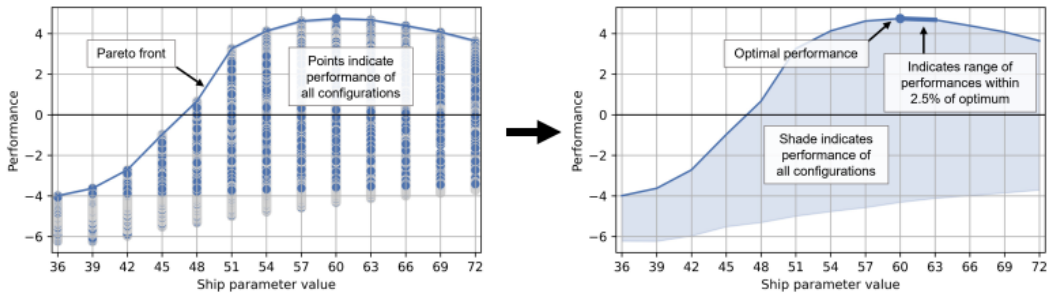 4
2
0
−2
−4
−6
Performance
Pareto front
Points indicate
performance of
all configurations
36 39 42 45 48 51 54 57 60 63 66 69 72
Ship parameter value
4
2
0
−2
−4
−6
Performance
Optimal performance
Indicates range of
performances within
2.5% of optimum
Shade indicates
performance of
all configurations
36 39 42 45 48 51 54 57 60 63 66 69 72
Ship parameter value